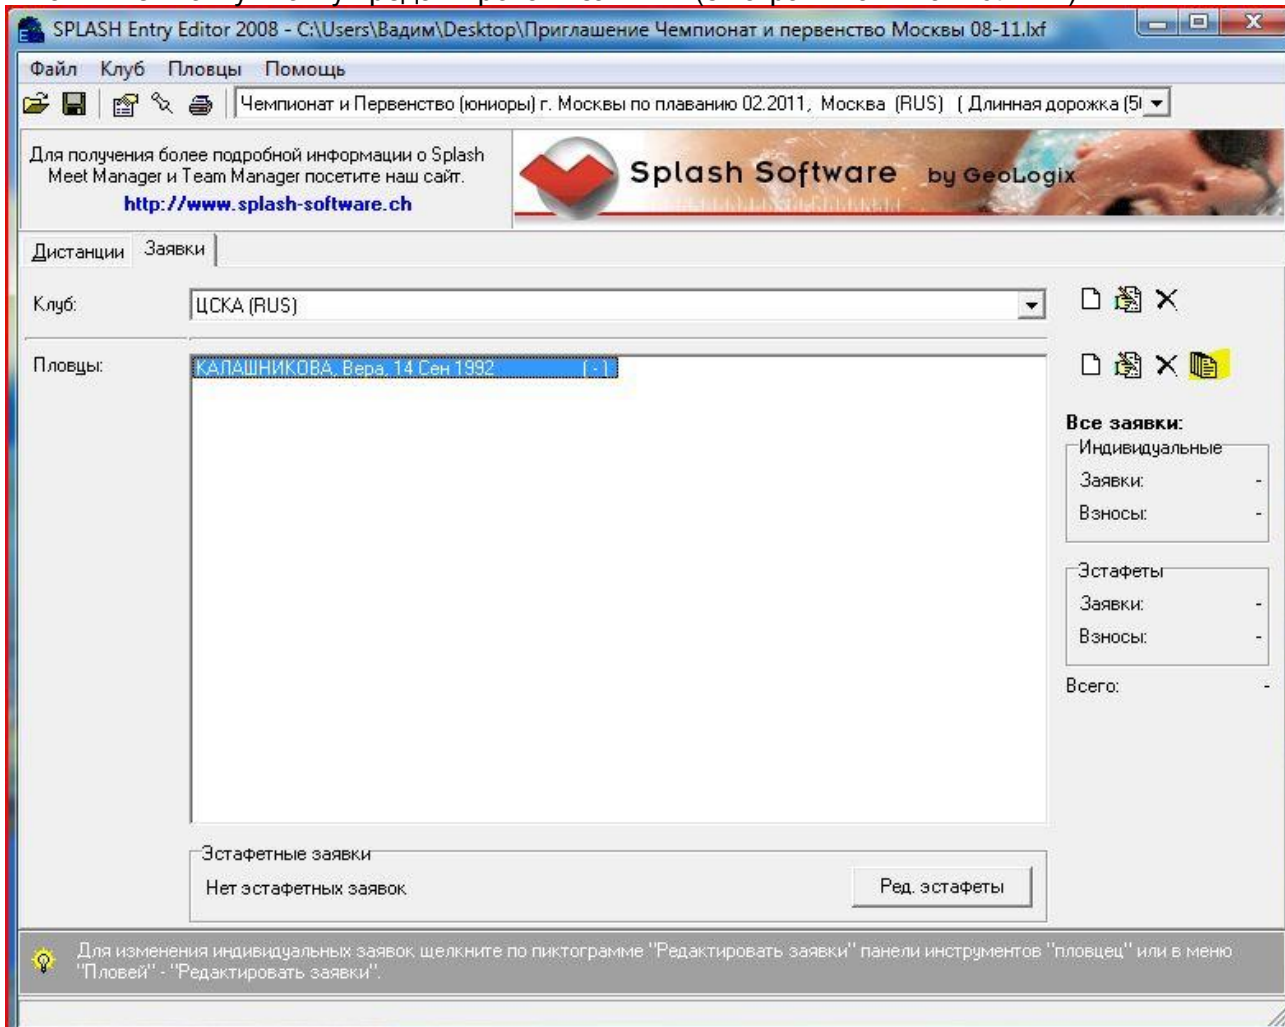 SPLASH Entry Editor 2008 - C:\Users\Вадим\Desktop\Приглашение Чемпионат и первенство Москвы 08-11.lxf
Файл Клуб Пловцы Помощь
Чемпионат и Первенство (юниоры) г. Москвы по плаванию 02.2011, Москва (RUS) ( Длинная дорожка (5
Для получения более подробной информации о Splash
Meet Manager и Team Manager посетите наш сайт.
http://www.splash-software.ch
Splash Software by GeoLogix
Дистанции Заявки
Клуб: ЦСКА (RUS)
Пловцы: КАЛАШНИКОВА, Вера, 14 Сен 1992 [ - ]
Все заявки:
Индивидуальные
Заявки: -
Взносы: -
Эстафеты
Заявки: -
Взносы: -
Всего: -
Эстафетные заявки
Нет эстафетных заявок
Ред. эстафеты
Для изменения индивидуальных заявок щелкните по пиктограмме "Редактировать заявки" панели инструментов "пловцец" или в меню
"Пловей" - "Редактировать заявки".